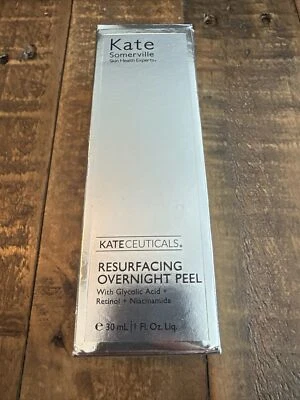 Kate
Somerville
Skin Health Experts®
KATECEUTICALS®
RESURFACING
OVERNIGHT PEEL
With Glycolic Acid +
Retinol + Niacinamide
℮ 30 mL | 1 Fl. Oz. Liq.